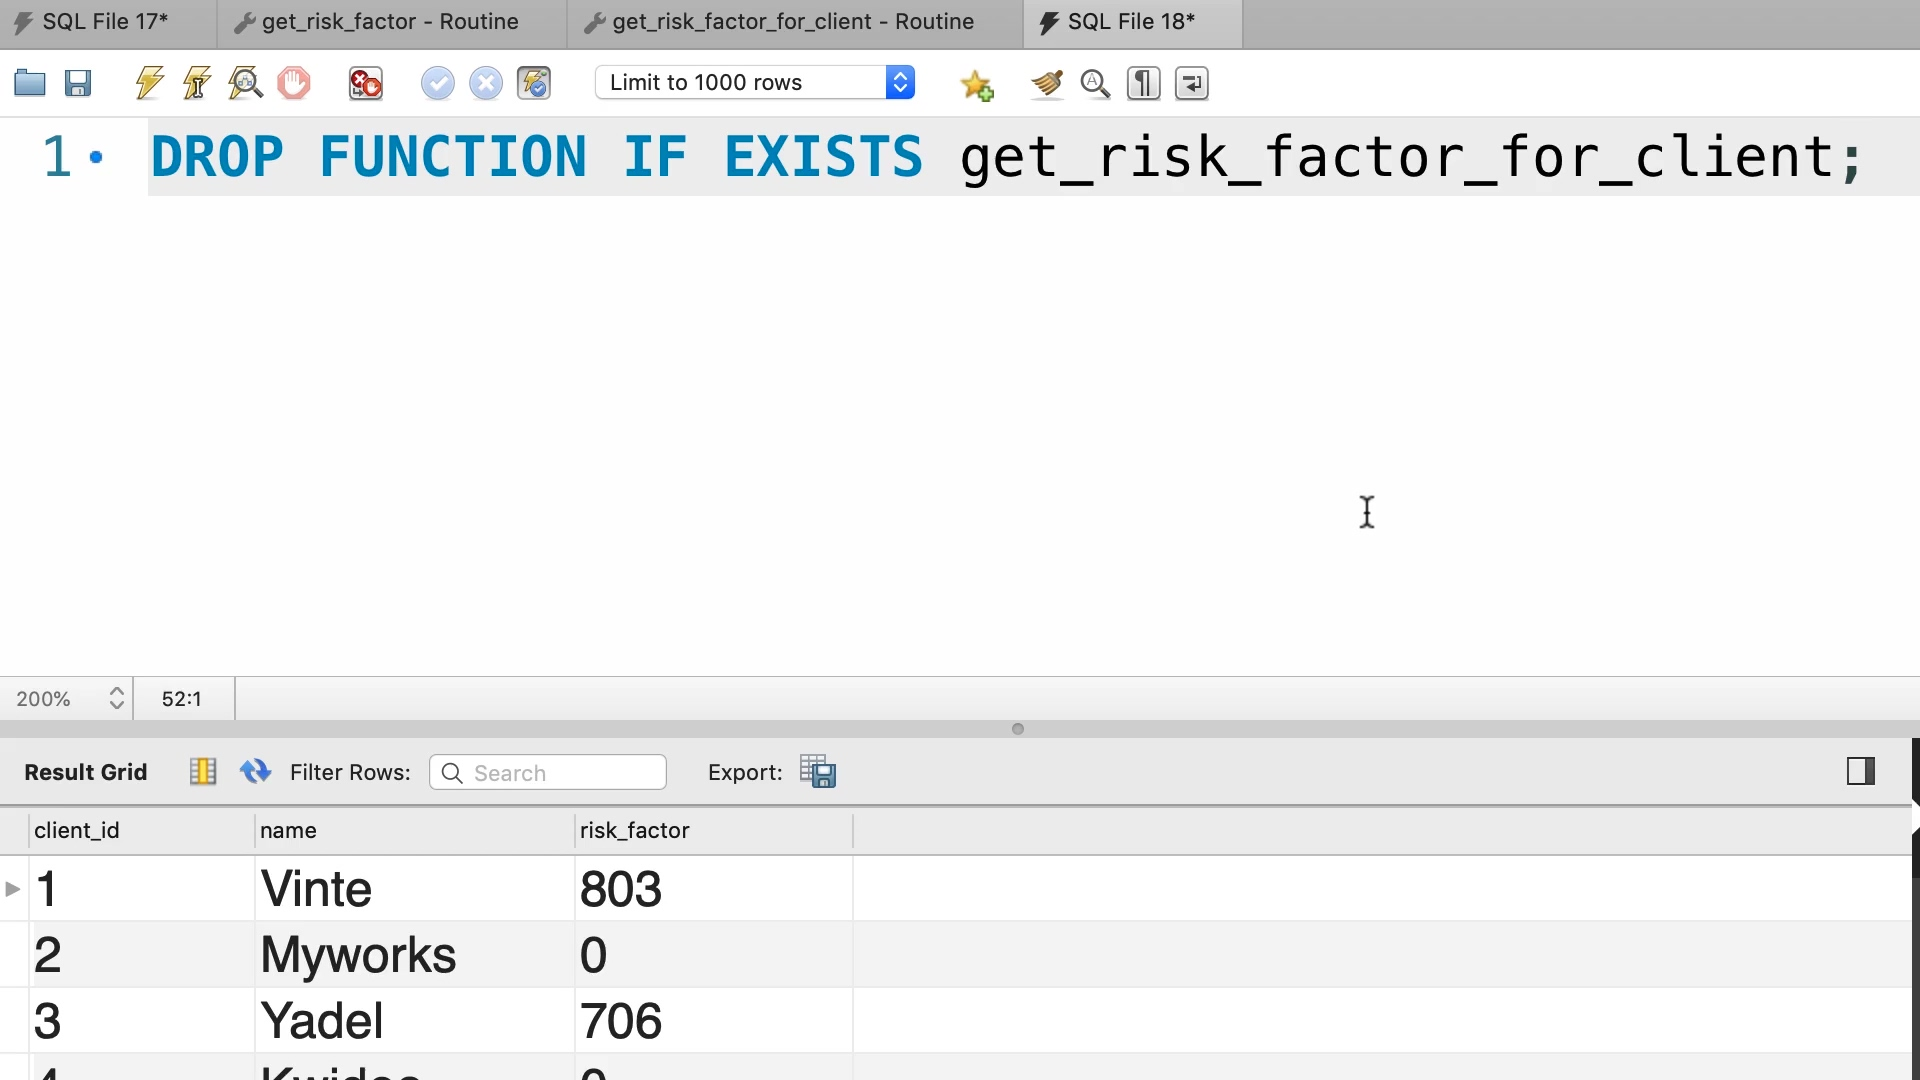 SQL File 17* get_risk_factor - Routine get_risk_factor_for_client - Routine SQL File 18*
Limit to 1000 rows
1 DROP FUNCTION IF EXISTS get_risk_factor_for_client;
200% 52:1
Result Grid Filter Rows: Search Export:
client_id name risk_factor
1 Vinte 803
2 Myworks 0
3 Yadel 706